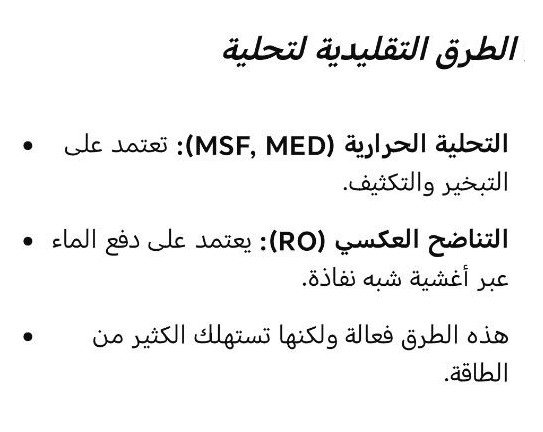 الطرق التقليدية لتحلية
• التحلية الحرارية (MSF, MED): تعتمد على
التبخير والتكثيف.
• التناضح العكسي (RO): يعتمد على دفع الماء
عبر أغشية شبه نفاذة.
• هذه الطرق فعالة ولكنها تستهلك الكثير من
الطاقة.